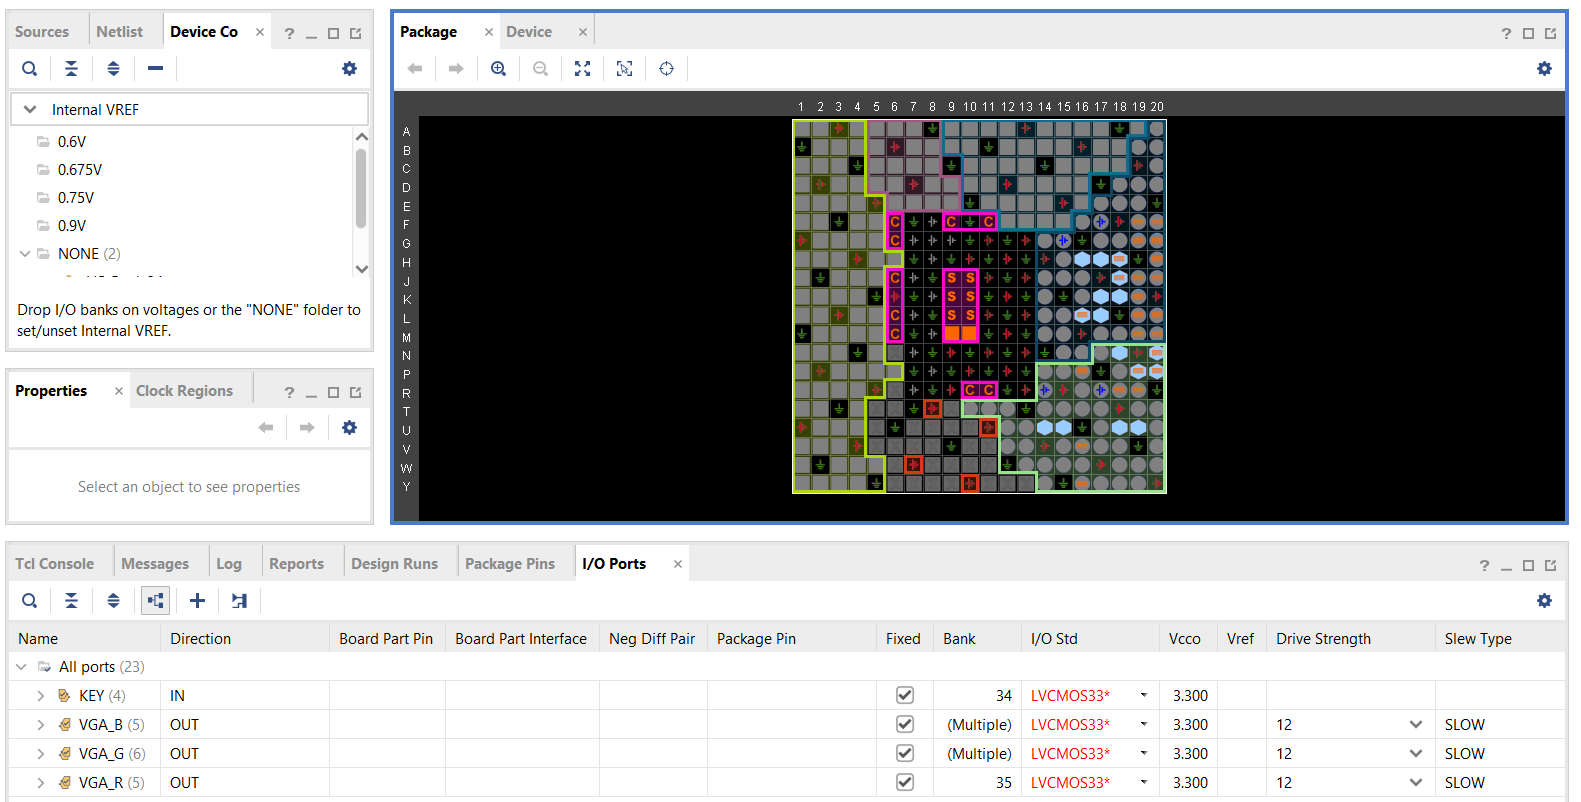 Sources Netlist Device Co × ?
Internal VREF
0.6V
0.675V
0.75V
0.9V
NONE (2)
Drop I/O banks on voltages or the "NONE" folder to
set/unset Internal VREF.
Properties × Clock Regions ?
Select an object to see properties
Package × Device × ?
1 2 3 4 5 6 7 8 9 10 11 12 13 14 15 16 17 18 19 20
A
B
C
D
E
F C C C
G C
H
J C S S
K S S
L C S S
M C
N
P
R C C
T
U
V
W
Y
Tcl Console Messages Log Reports Design Runs Package Pins I/O Ports × ?
Name Direction Board Part Pin Board Part Interface Neg Diff Pair Package Pin Fixed Bank I/O Std Vcco Vref Drive Strength Slew Type
All ports (23)
KEY (4) IN 34 LVCMOS33* 3.300
VGA_B (5) OUT (Multiple) LVCMOS33* 3.300 12 SLOW
VGA_G (6) OUT (Multiple) LVCMOS33* 3.300 12 SLOW
VGA_R (5) OUT 35 LVCMOS33* 3.300 12 SLOW